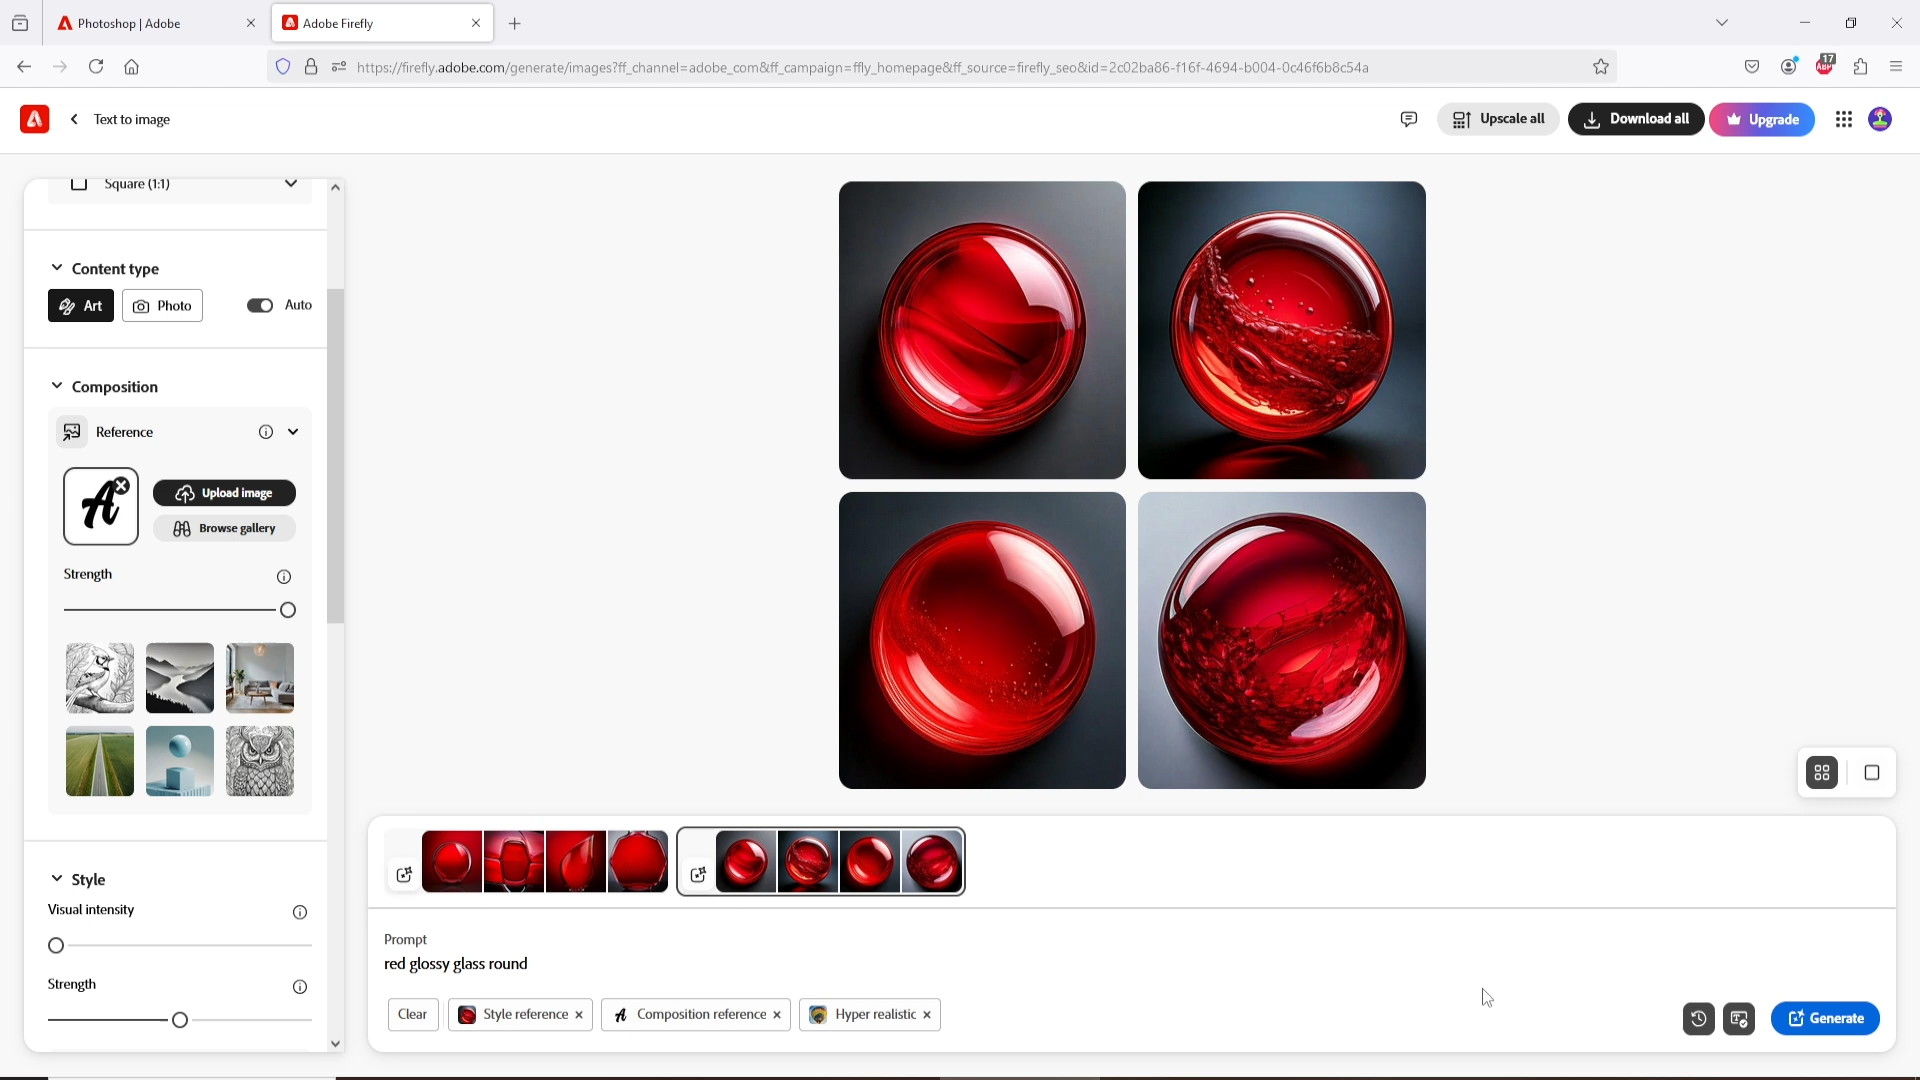 Photoshop | Adobe
Adobe Firefly
https://firefly.adobe.com/generate/images?ff_channel=adobe_com&ff_campaign=ffly_homepage&ff_source=firefly_seo&id=2c02ba86-f16f-4694-b004-0c46f6b8c54a
17
ABP
Text to image
Upscale all
Download all
Upgrade
Square (1:1)
Content type
Art
Photo
Auto
Composition
Reference
A
Upload image
Browse gallery
Strength
Style
Visual intensity
Strength
Prompt
red glossy glass round
Clear
Style reference
A Composition reference
Hyper realistic
Generate